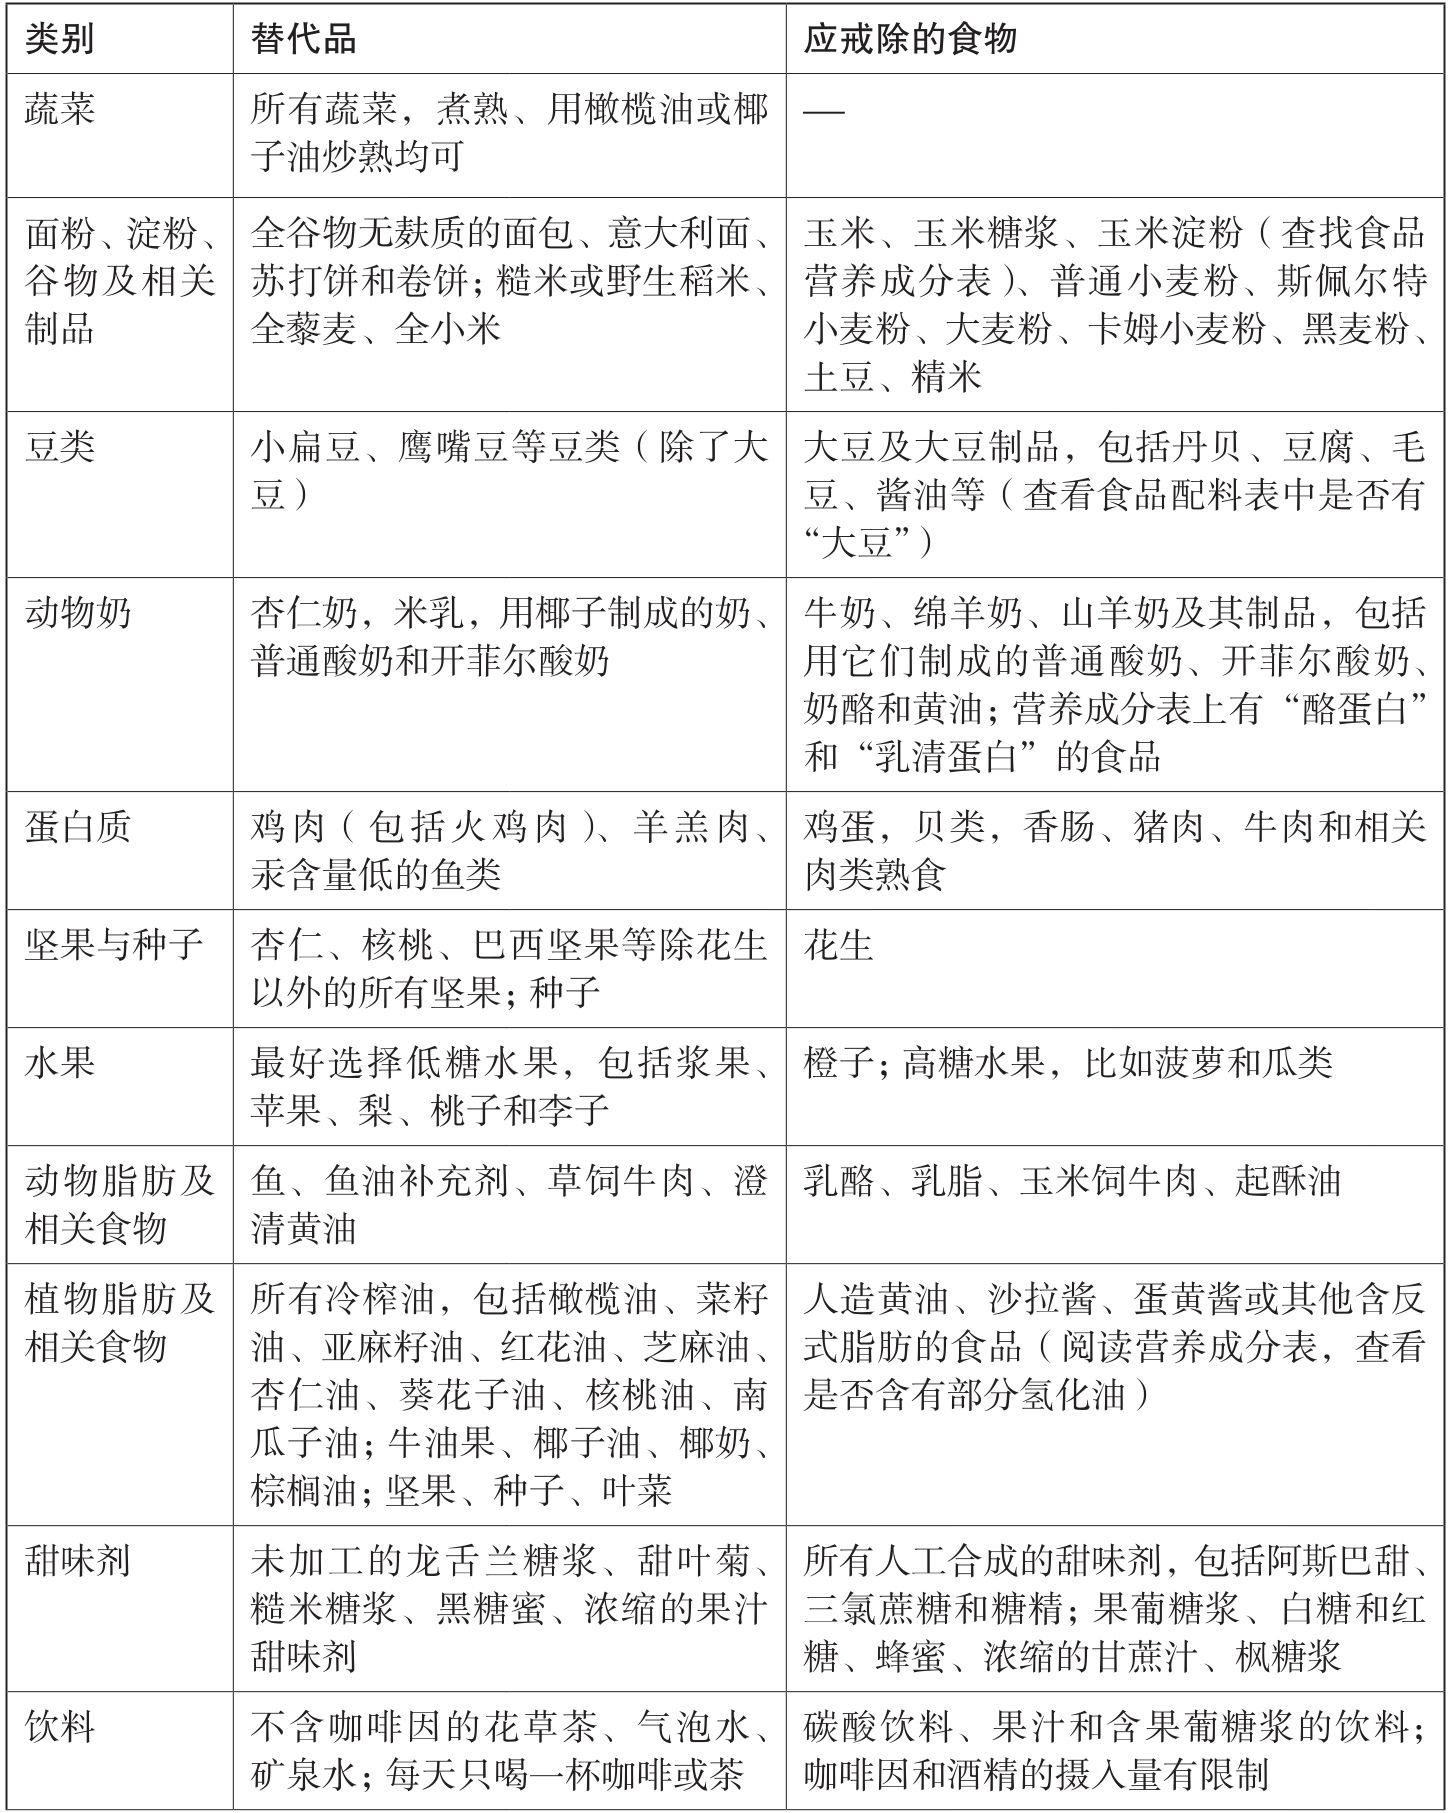 类别
替代品
应戒除的食物
蔬菜
所有蔬菜，煮熟、用橄榄油或椰
子油炒熟均可
—
面粉、淀粉、
谷物及相关
制品
全谷物无麸质的面包、意大利面、
苏打饼和卷饼；糙米或野生稻米、
全藜麦、全小米
玉米、玉米糖浆、玉米淀粉（查找食品
营养成分表）、普通小麦粉、斯佩尔特
小麦粉、大麦粉、卡姆小麦粉、黑麦粉、
土豆、精米
豆类
小扁豆、鹰嘴豆等豆类（除了大
豆）
大豆及大豆制品，包括丹贝、豆腐、毛
豆、酱油等（查看食品配料表中是否有
“大豆”）
动物奶
杏仁奶，米乳，用椰子制成的奶、
普通酸奶和开菲尔酸奶
牛奶、绵羊奶、山羊奶及其制品，包括
用它们制成的普通酸奶、开菲尔酸奶、
奶酪和黄油；营养成分表上有“酪蛋白”
和“乳清蛋白”的食品
蛋白质
鸡肉（包括火鸡肉）、羊羔肉、
汞含量低的鱼类
鸡蛋，贝类，香肠、猪肉、牛肉和相关
肉类熟食
坚果与种子
杏仁、核桃、巴西坚果等除花生
以外的所有坚果；种子
花生
水果
最好选择低糖水果，包括浆果、
苹果、梨、桃子和李子
橙子；高糖水果，比如菠萝和瓜类
动物脂肪及
相关食物
鱼、鱼油补充剂、草饲牛肉、澄
清黄油
乳酪、乳脂、玉米饲牛肉、起酥油
植物脂肪及
相关食物
所有冷榨油，包括橄榄油、菜籽
油、亚麻籽油、红花油、芝麻油、
杏仁油、葵花子油、核桃油、南
瓜子油；牛油果、椰子油、椰奶、
棕榈油；坚果、种子、叶菜
人造黄油、沙拉酱、蛋黄酱或其他含反
式脂肪的食品（阅读营养成分表，查看
是否含有部分氢化油）
甜味剂
未加工的龙舌兰糖浆、甜叶菊、
糙米糖浆、黑糖蜜、浓缩的果汁
甜味剂
所有人工合成的甜味剂，包括阿斯巴甜、
三氯蔗糖和糖精；果葡糖浆、白糖和红
糖、蜂蜜、浓缩的甘蔗汁、枫糖浆
饮料
不含咖啡因的花草茶、气泡水、
矿泉水；每天只喝一杯咖啡或茶
碳酸饮料、果汁和含果葡糖浆的饮料；
咖啡因和酒精的摄入量有限制